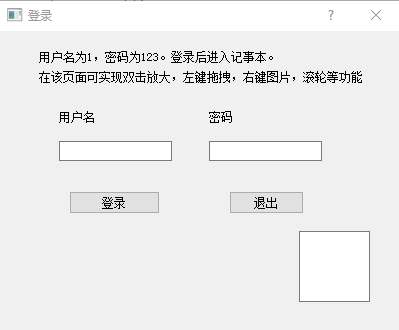 登录
用户名为1，密码为123。登录后进入记事本。
在该页面可实现双击放大，左键拖拽，右键图片，滚轮等功能
用户名 密码
登录 退出